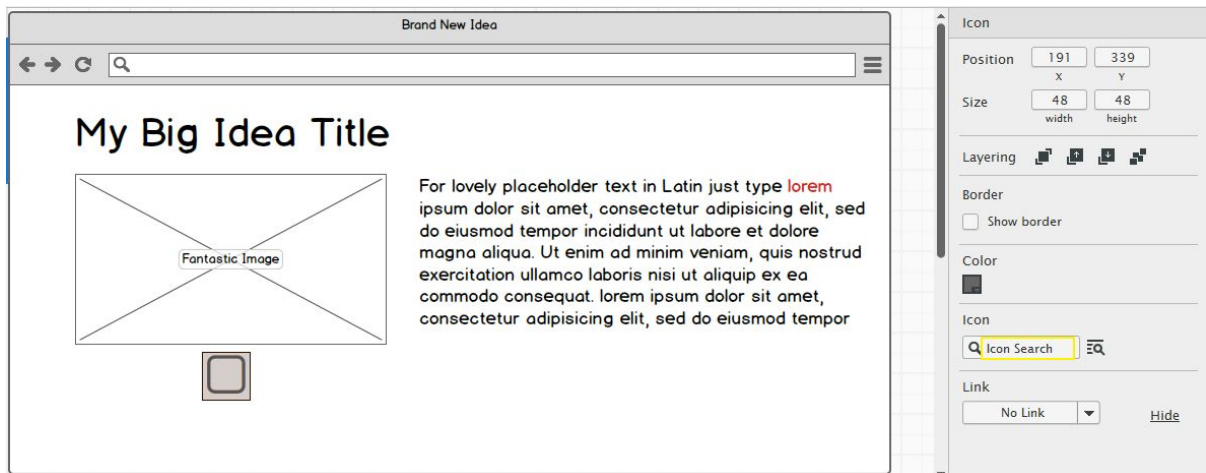 Brand New Idea
My Big Idea Title
Fantastic Image
For lovely placeholder text in Latin just type lorem
ipsum dolor sit amet, consectetur adipisicing elit, sed
do eiusmod tempor incididunt ut labore et dolore
magna aliqua. Ut enim ad minim veniam, quis nostrud
exercitation ullamco laboris nisi ut aliquip ex ea
commodo consequat. lorem ipsum dolor sit amet,
consectetur adipisicing elit, sed do eiusmod tempor
Icon
Position 191 339
X Y
Size 48 48
width height
Layering
Border
Show border
Color
Icon
Icon Search
Link
No Link Hide